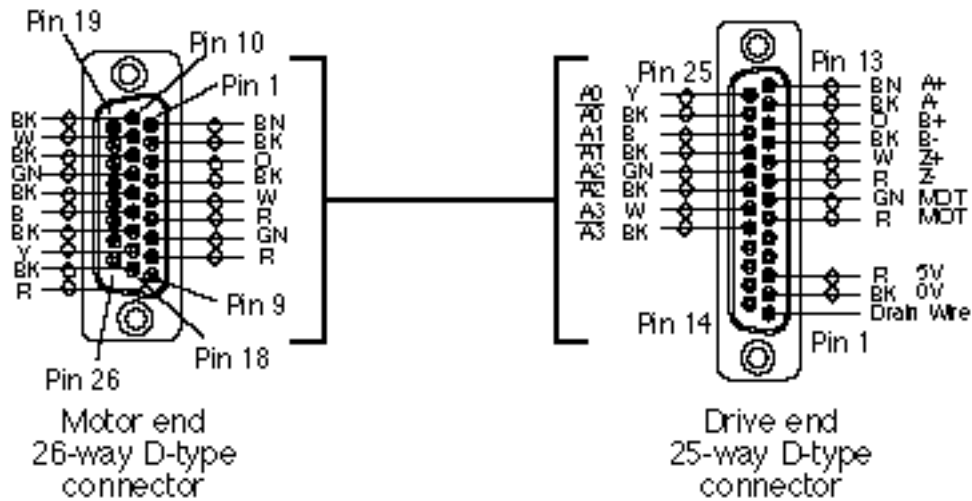 Pin 19
Pin 10
Pin 1
BK
W
BK
GN
BK
B
BK
Y
BK
R
BN
BK
O
BK
W
R
GN
R
Pin 9
Pin 18
Pin 26
Motor end
26-way D-type
connector
Pin 25
Pin 13
A0 Y
A0 BK
A1 B
A1 BK
A2 GN
A2 BK
A3 W
A3 BK
BN A+
BK A-
O B+
BK B-
W Z+
R Z-
GN MOT
R MOT
R 5V
BK 0V
Drain Wire
Pin 14
Pin 1
Drive end
25-way D-type
connector